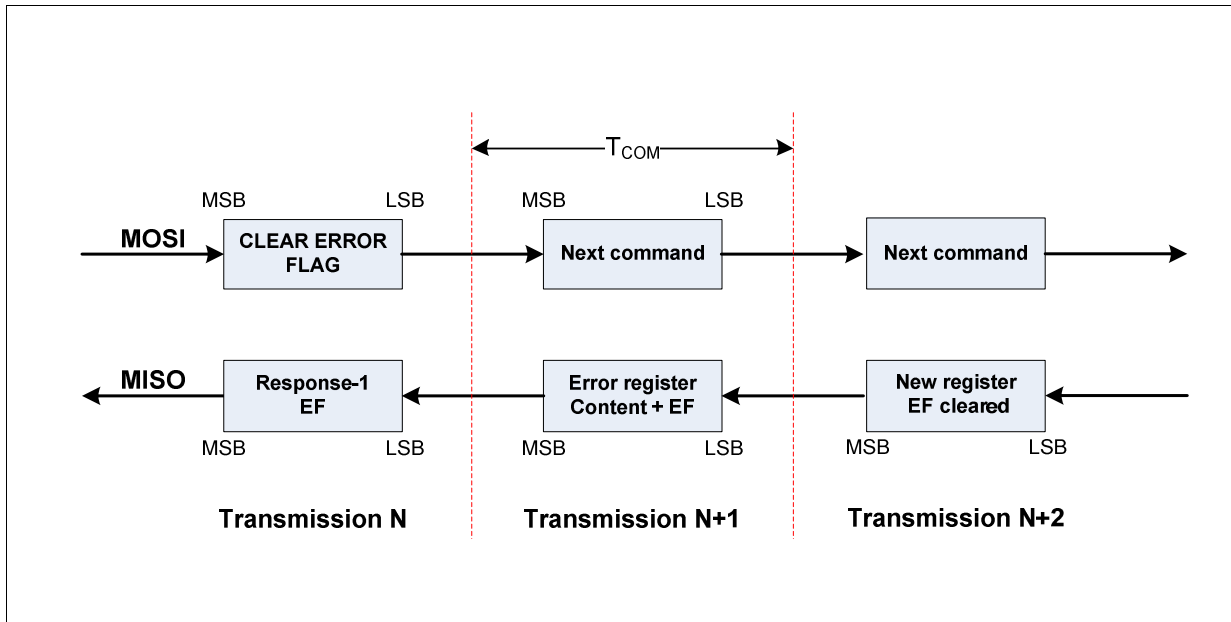 TCOM
MSB
LSB
MSB
LSB
MOSI
CLEAR ERROR
FLAG
Next command
Next command
MISO
Response-1
EF
Error register
Content + EF
New register
EF cleared
MSB
LSB
MSB
LSB
MSB
LSB
Transmission N
Transmission N+1
Transmission N+2